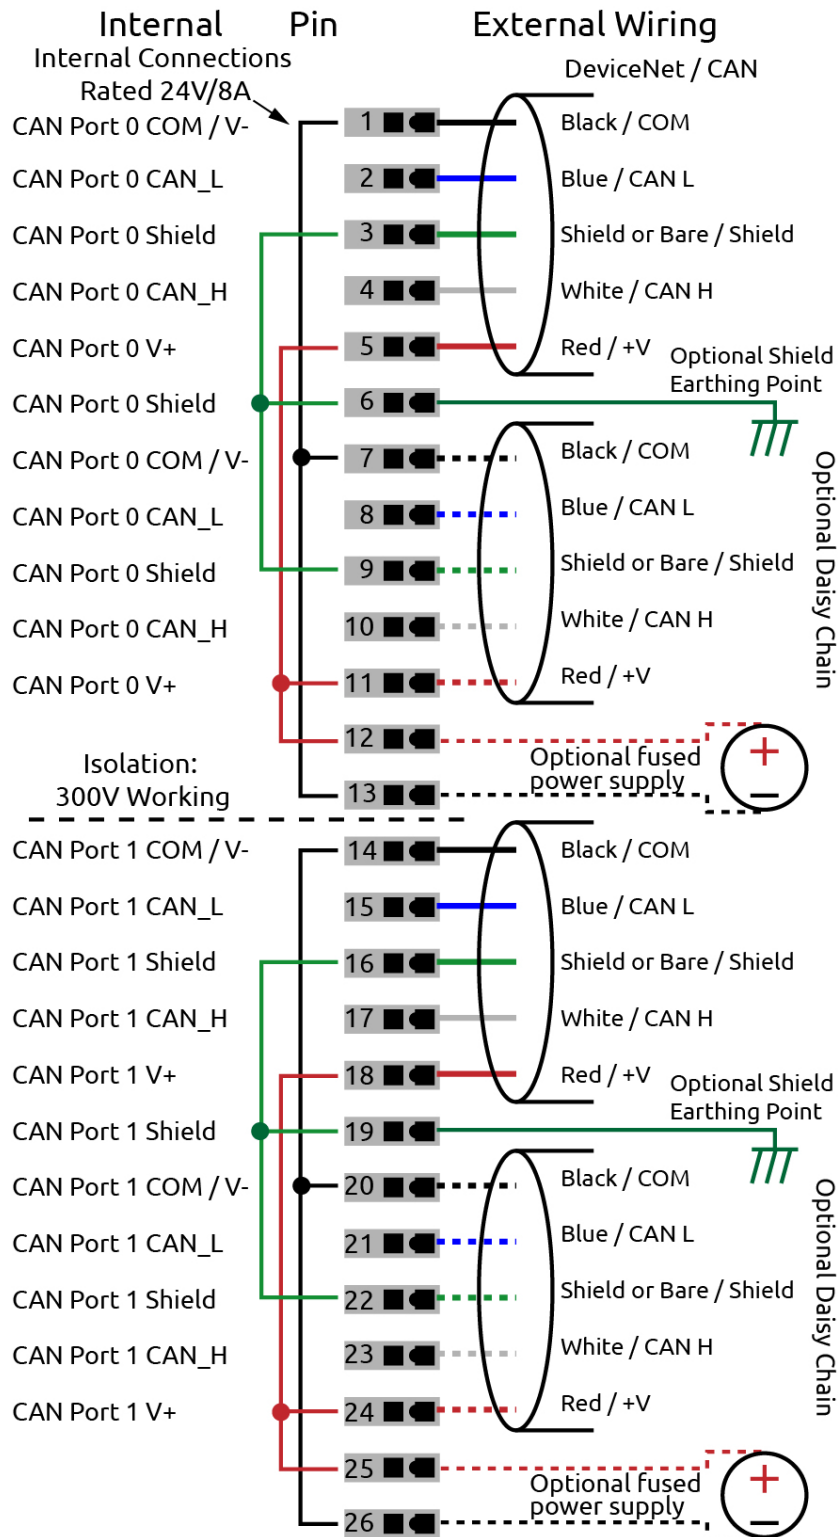 Internal Pin External Wiring
Internal Connections
Rated 24V/8A
DeviceNet / CAN
CAN Port 0 COM / V- 1 Black / COM
CAN Port 0 CAN_L 2 Blue / CAN L
CAN Port 0 Shield 3 Shield or Bare / Shield
CAN Port 0 CAN_H 4 White / CAN H
CAN Port 0 V+ 5 Red / +V
Optional Shield
Earthing Point
CAN Port 0 Shield 6
CAN Port 0 COM / V- 7 Black / COM
CAN Port 0 CAN_L 8 Blue / CAN L
CAN Port 0 Shield 9 Shield or Bare / Shield
CAN Port 0 CAN_H 10 White / CAN H
CAN Port 0 V+ 11 Red / +V
Optional Daisy Chain
12
+
Optional fused
power supply
Isolation:
300V Working
13 −
CAN Port 1 COM / V- 14 Black / COM
CAN Port 1 CAN_L 15 Blue / CAN L
CAN Port 1 Shield 16 Shield or Bare / Shield
CAN Port 1 CAN_H 17 White / CAN H
CAN Port 1 V+ 18 Red / +V
Optional Shield
Earthing Point
CAN Port 1 Shield 19
CAN Port 1 COM / V- 20 Black / COM
CAN Port 1 CAN_L 21 Blue / CAN L
CAN Port 1 Shield 22 Shield or Bare / Shield
CAN Port 1 CAN_H 23 White / CAN H
CAN Port 1 V+ 24 Red / +V
Optional Daisy Chain
25
+
Optional fused
power supply
26 −